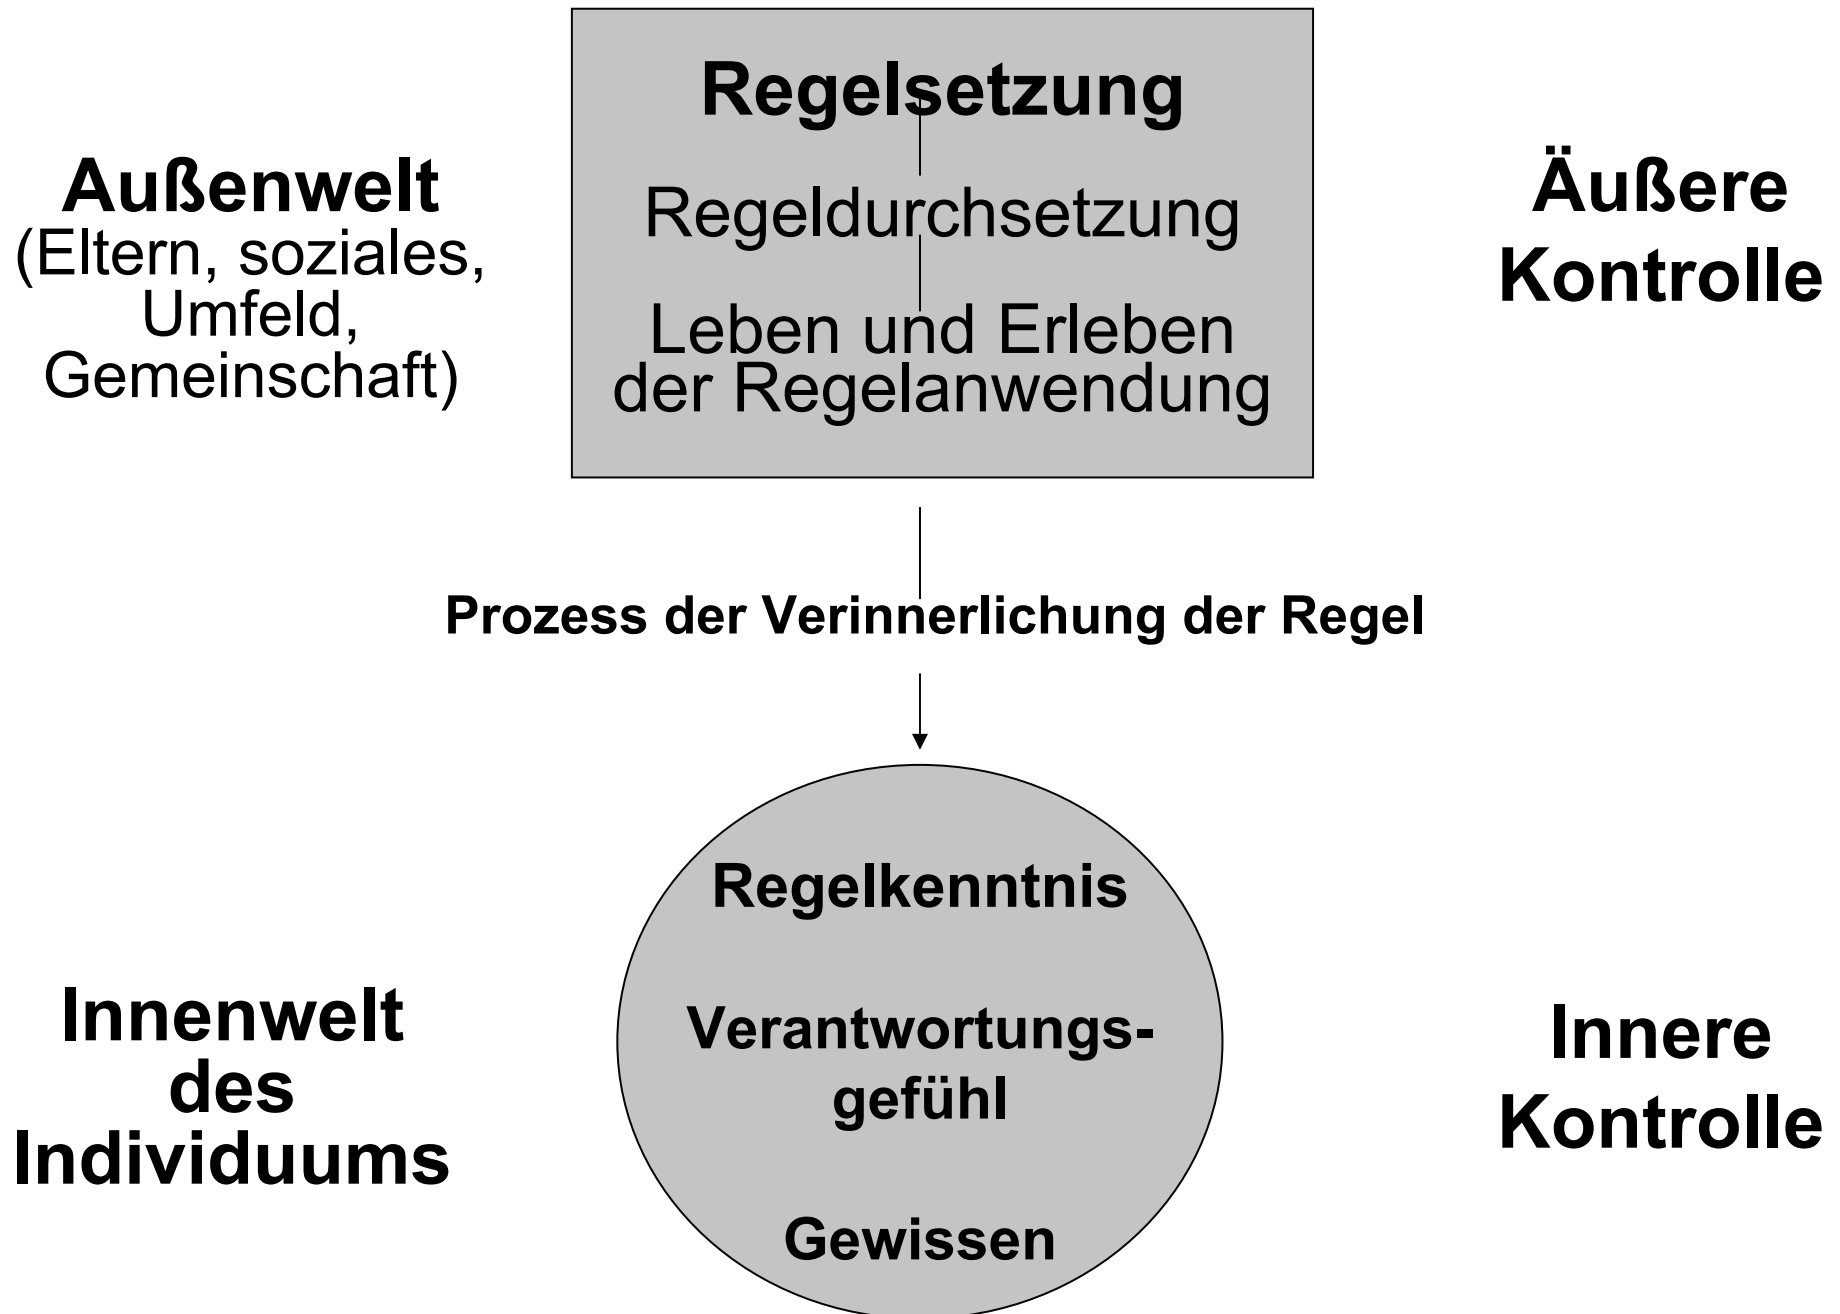 Regelsetzung
Außenwelt
(Eltern, soziales,
Umfeld,
Gemeinschaft)
Regeldurchsetzung
Leben und Erleben
der Regelanwendung
Äußere
Kontrolle
Prozess der Verinnerlichung der Regel
Innenwelt
des
Individuums
Regelkenntnis
Verantwortungs-
gefühl
Gewissen
Innere
Kontrolle